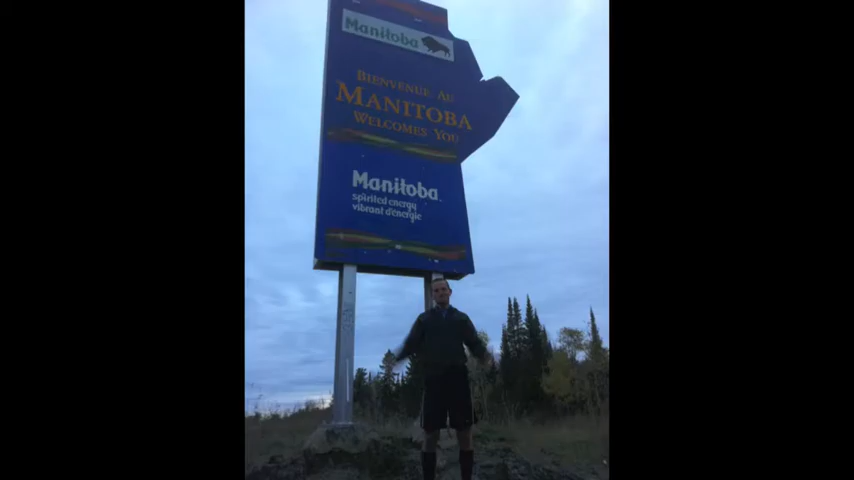 Manitoba
BIENVENUE AU
MANITOBA
WELCOMES YOU
Manitoba
spirited energy
vibrant d'énergie